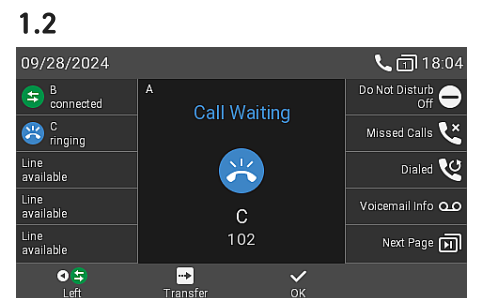 1.2
09/28/2024
1
18:04
B
connected
C
ringing
Line
available
Line
available
Line
available
A
Call Waiting
C
102
Do Not Disturb
Off
Missed Calls
Dialed
Voicemail Info
Next Page
Left
Transfer
OK